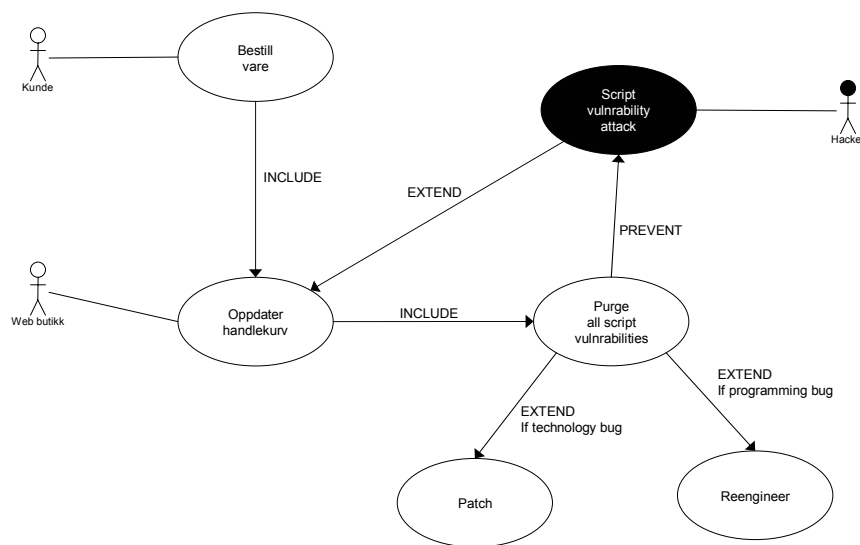 Bestill
vare
Kunde
Script
vulnrability
attack
Hacke
INCLUDE
EXTEND
PREVENT
Web butikk
Oppdater
handlekurv
INCLUDE
Purge
all script
vulnrabilities
EXTEND
If technology bug
EXTEND
If programming bug
Patch
Reengineer